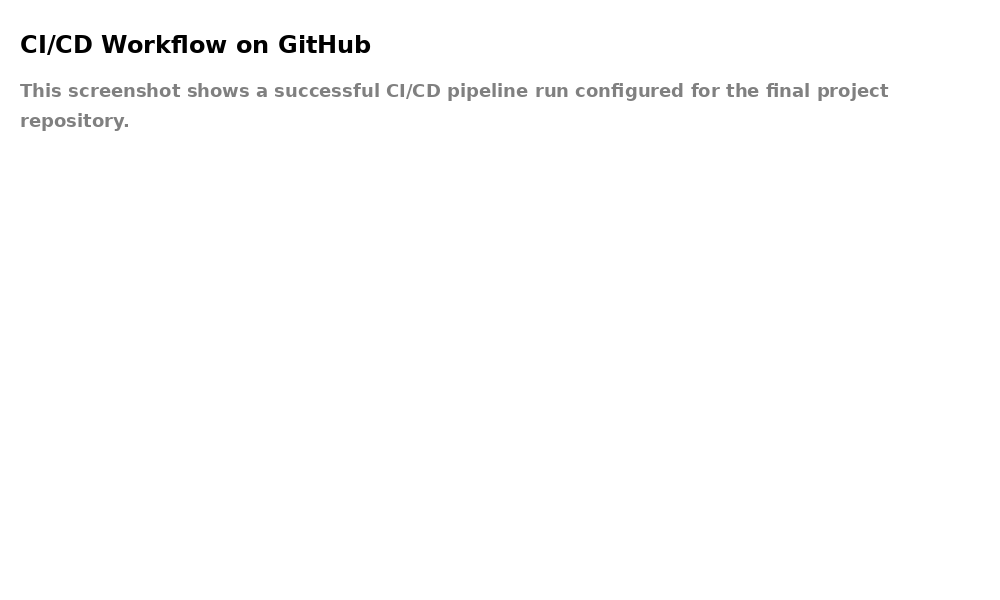 CI/CD Workflow on GitHub
This screenshot shows a successful CI/CD pipeline run configured for the final project
repository.